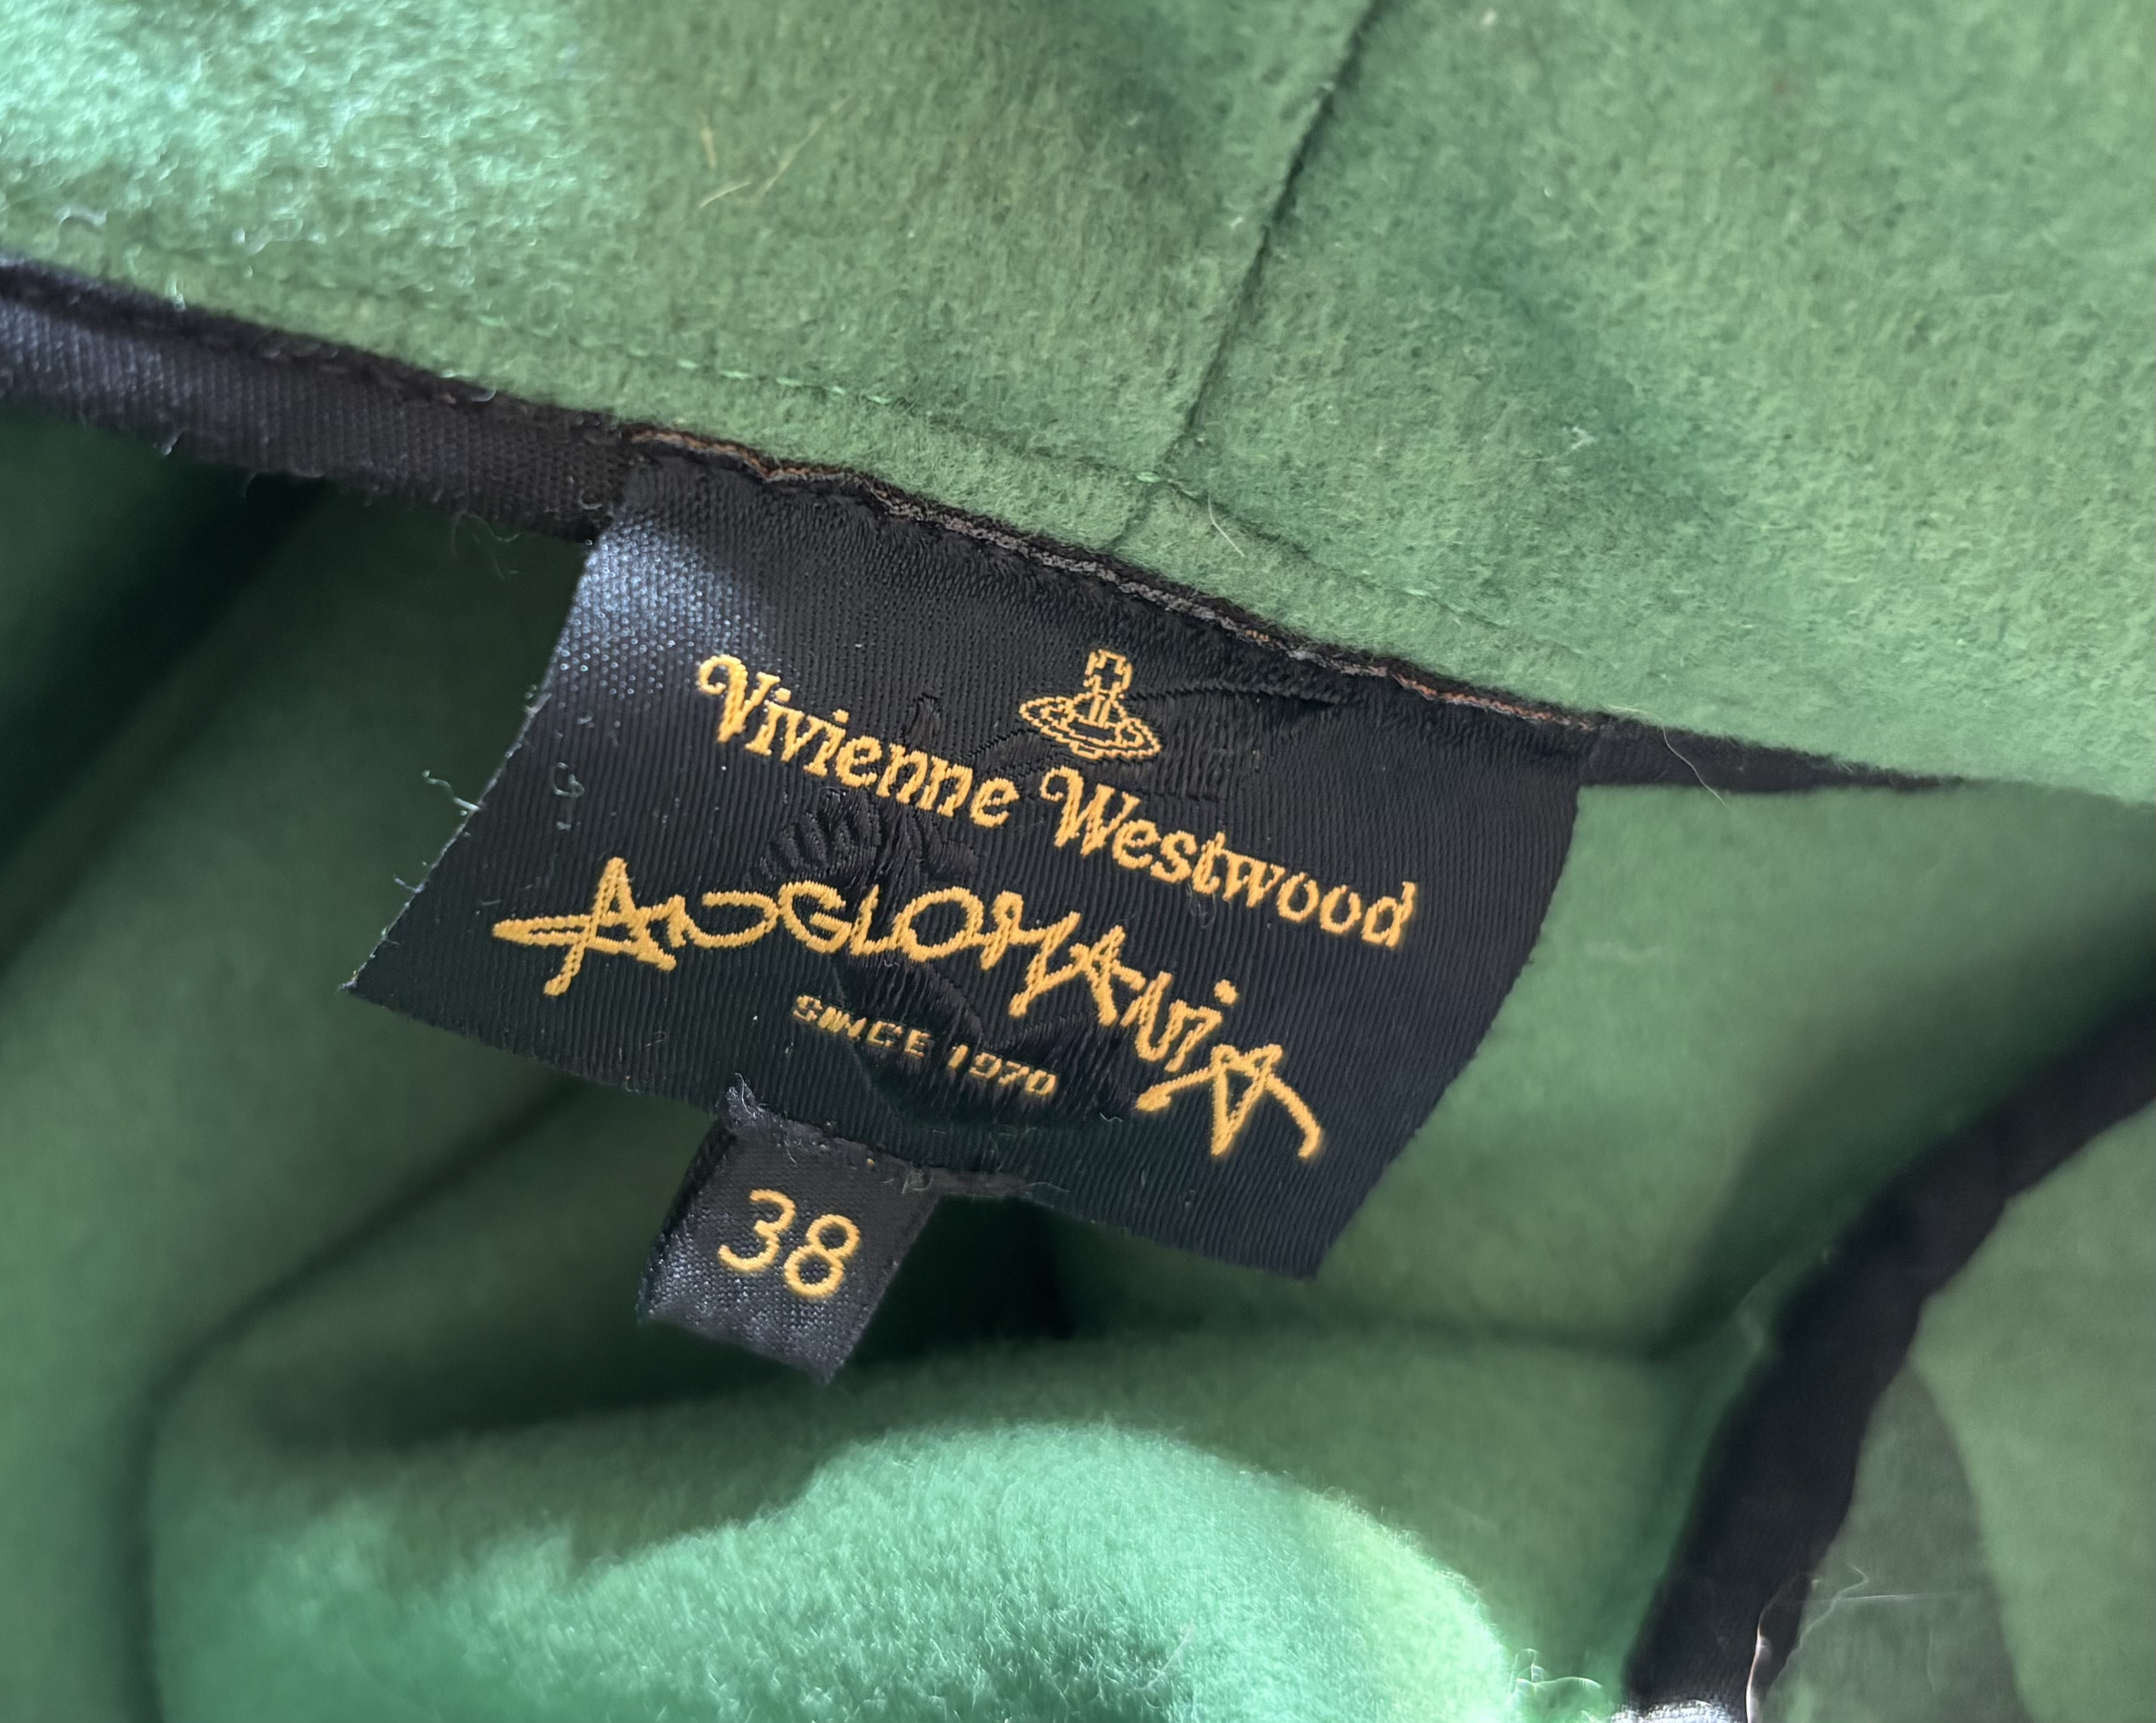 Vivienne Westwood
ANGLOMANiA
SINCE 1970
38